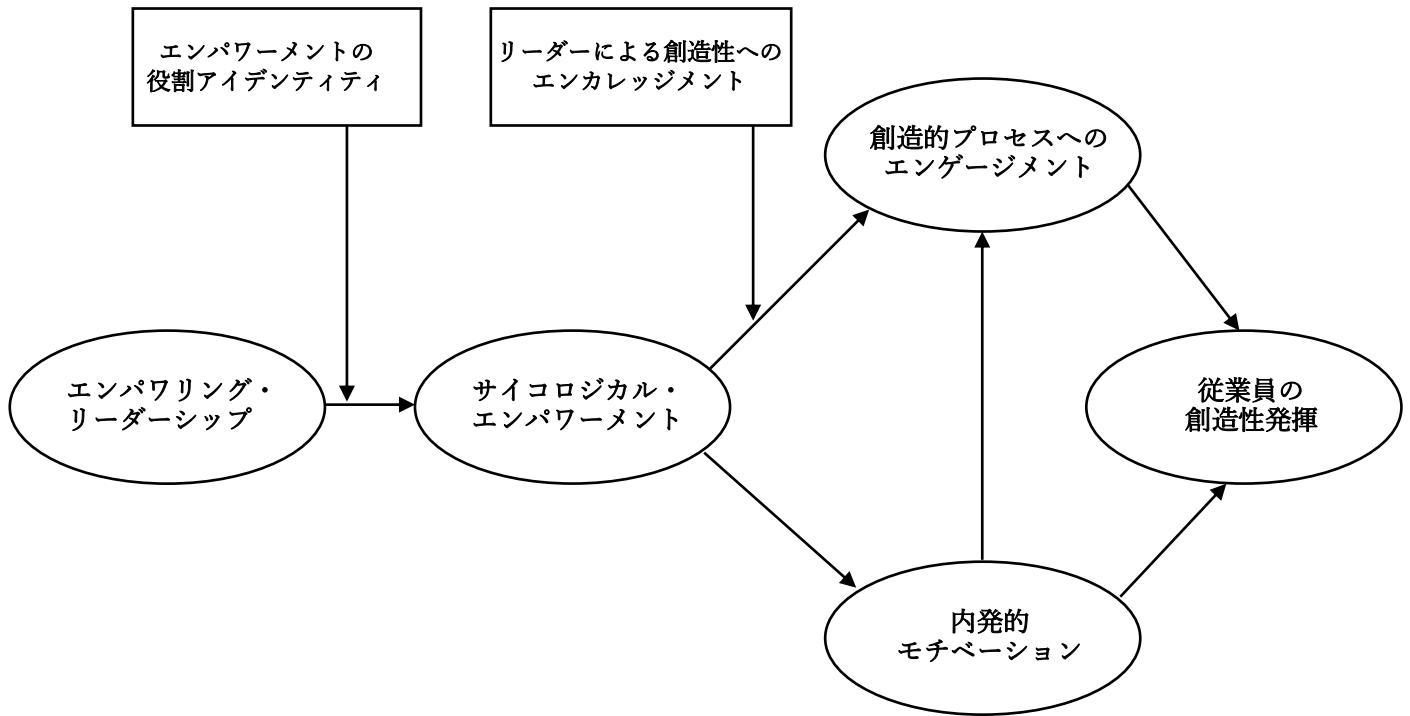 エンパワーメントの
役割アイデンティティ
リーダーによる創造性への
エンカレッジメント
創造的プロセスへの
エンゲージメント
エンパワリング・
リーダーシップ
サイコロジカル・
エンパワーメント
従業員の
創造性発揮
内発的
モチベーション